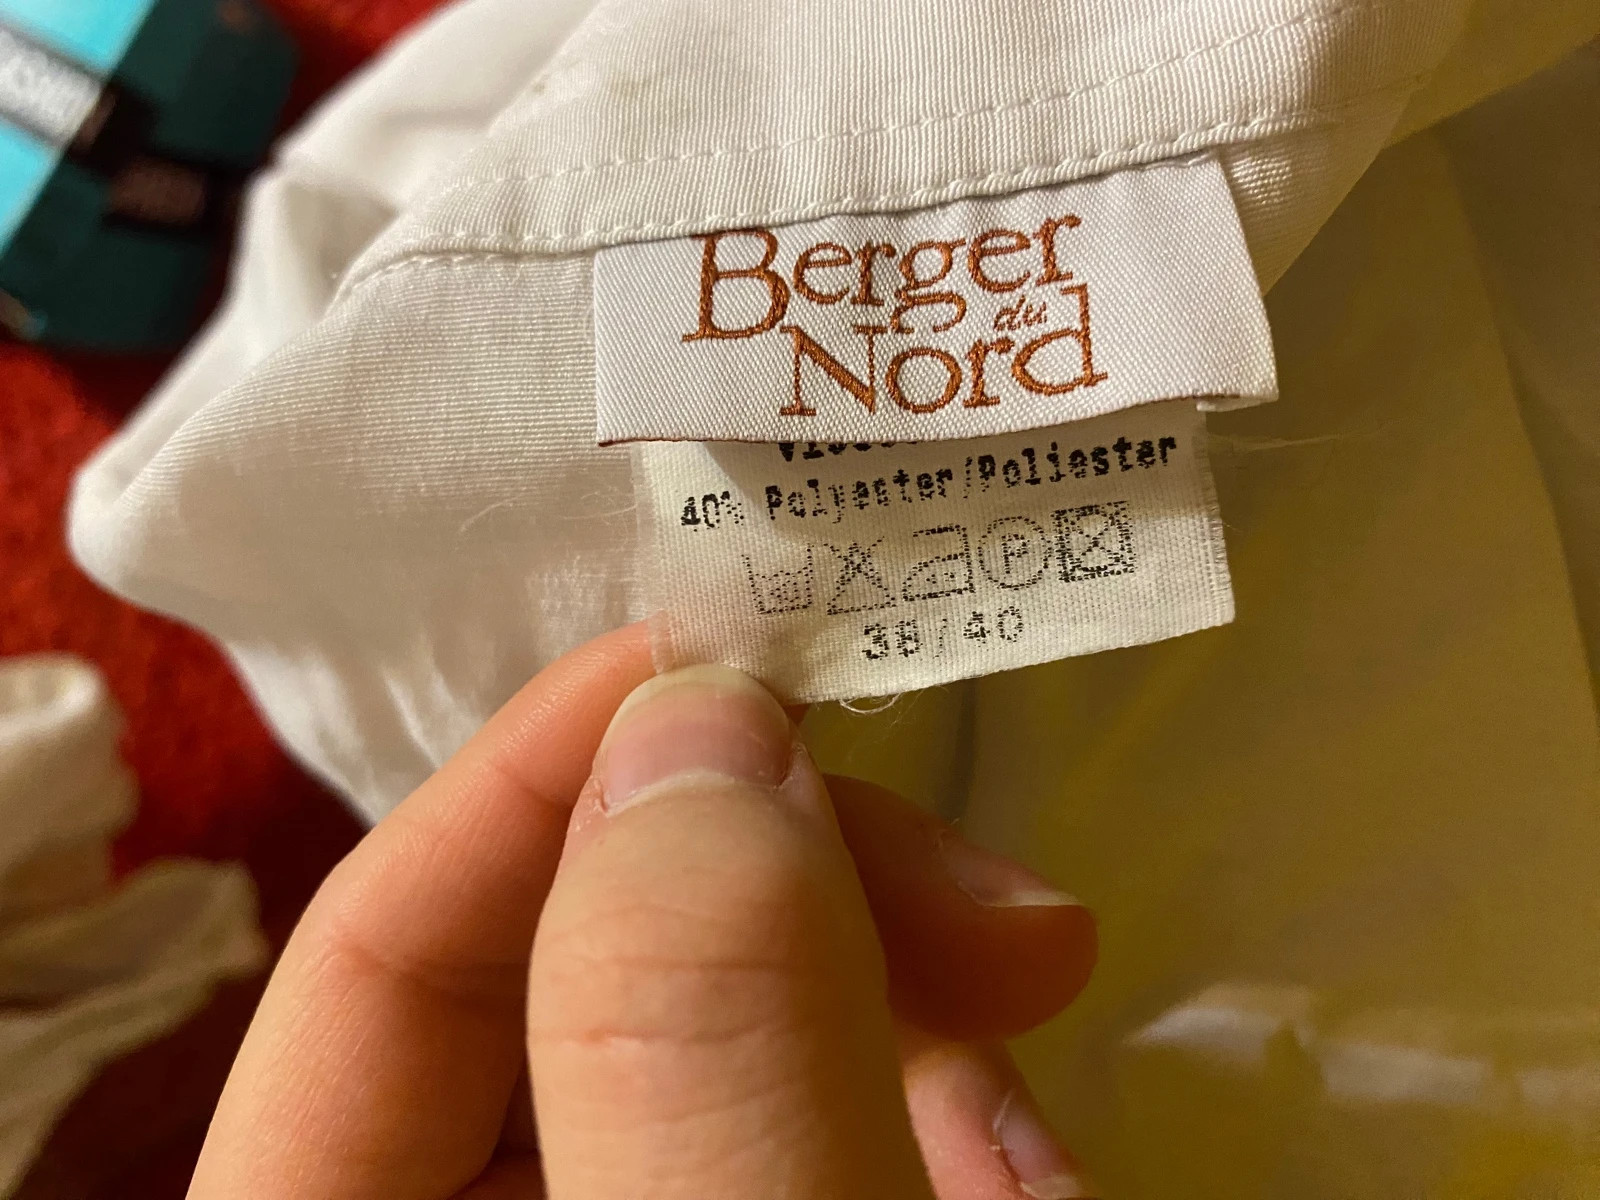 Berger
du
Nord
40% Polyester/Poliester
P
38/40